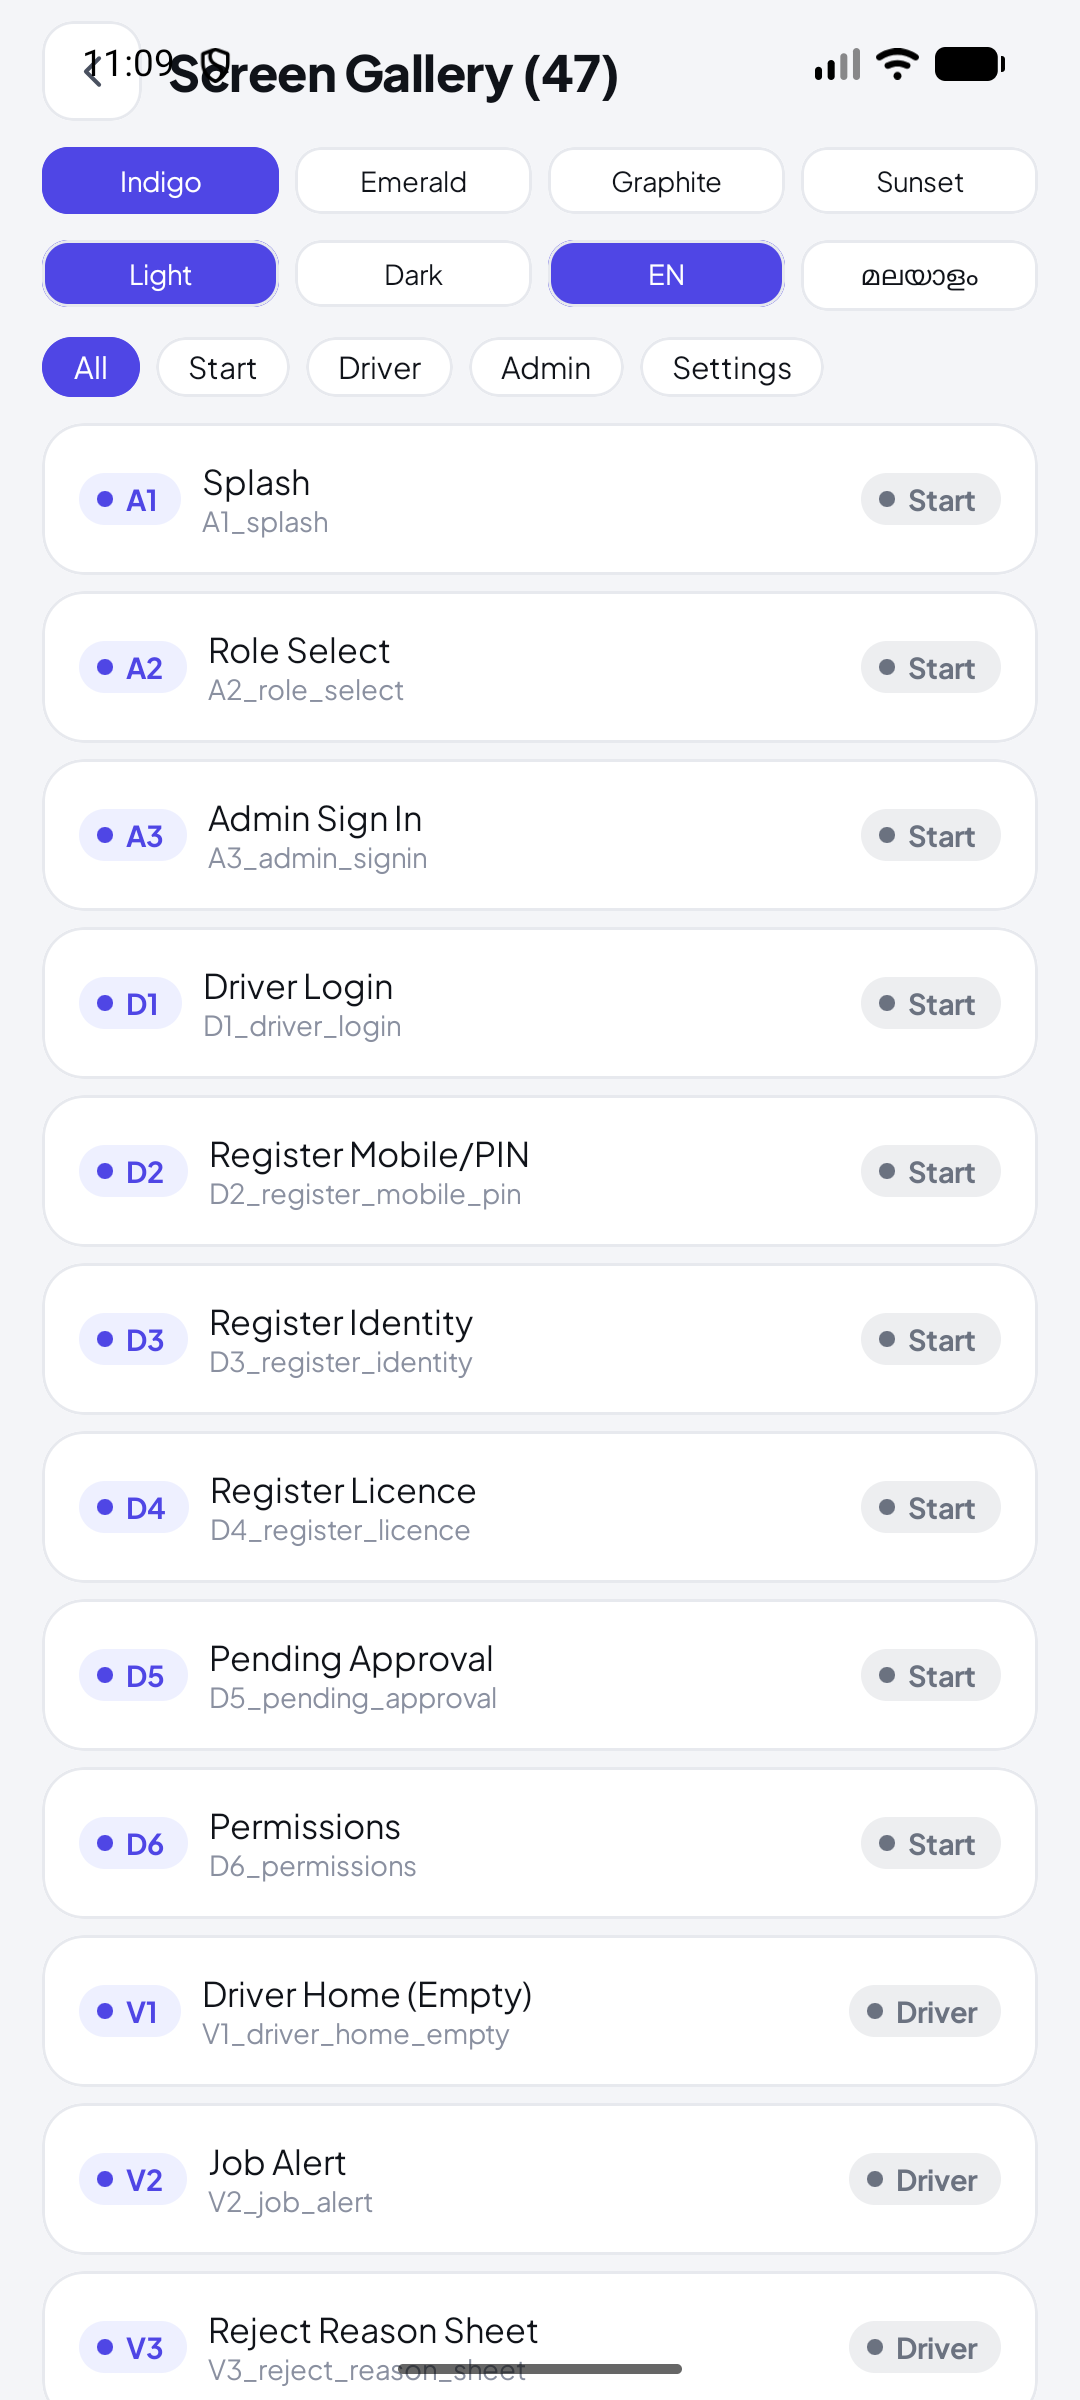 11:09
Screen Gallery (47)
Indigo
Emerald
Graphite
Sunset
Light
Dark
EN
മലയാളം
All
Start
Driver
Admin
Settings
A1
Splash
A1_splash
Start
A2
Role Select
A2_role_select
Start
A3
Admin Sign In
A3_admin_signin
Start
D1
Driver Login
D1_driver_login
Start
D2
Register Mobile/PIN
D2_register_mobile_pin
Start
D3
Register Identity
D3_register_identity
Start
D4
Register Licence
D4_register_licence
Start
D5
Pending Approval
D5_pending_approval
Start
D6
Permissions
D6_permissions
Start
V1
Driver Home (Empty)
V1_driver_home_empty
Driver
V2
Job Alert
V2_job_alert
Driver
V3
Reject Reason Sheet
V3_reject_reason_sheet
Driver